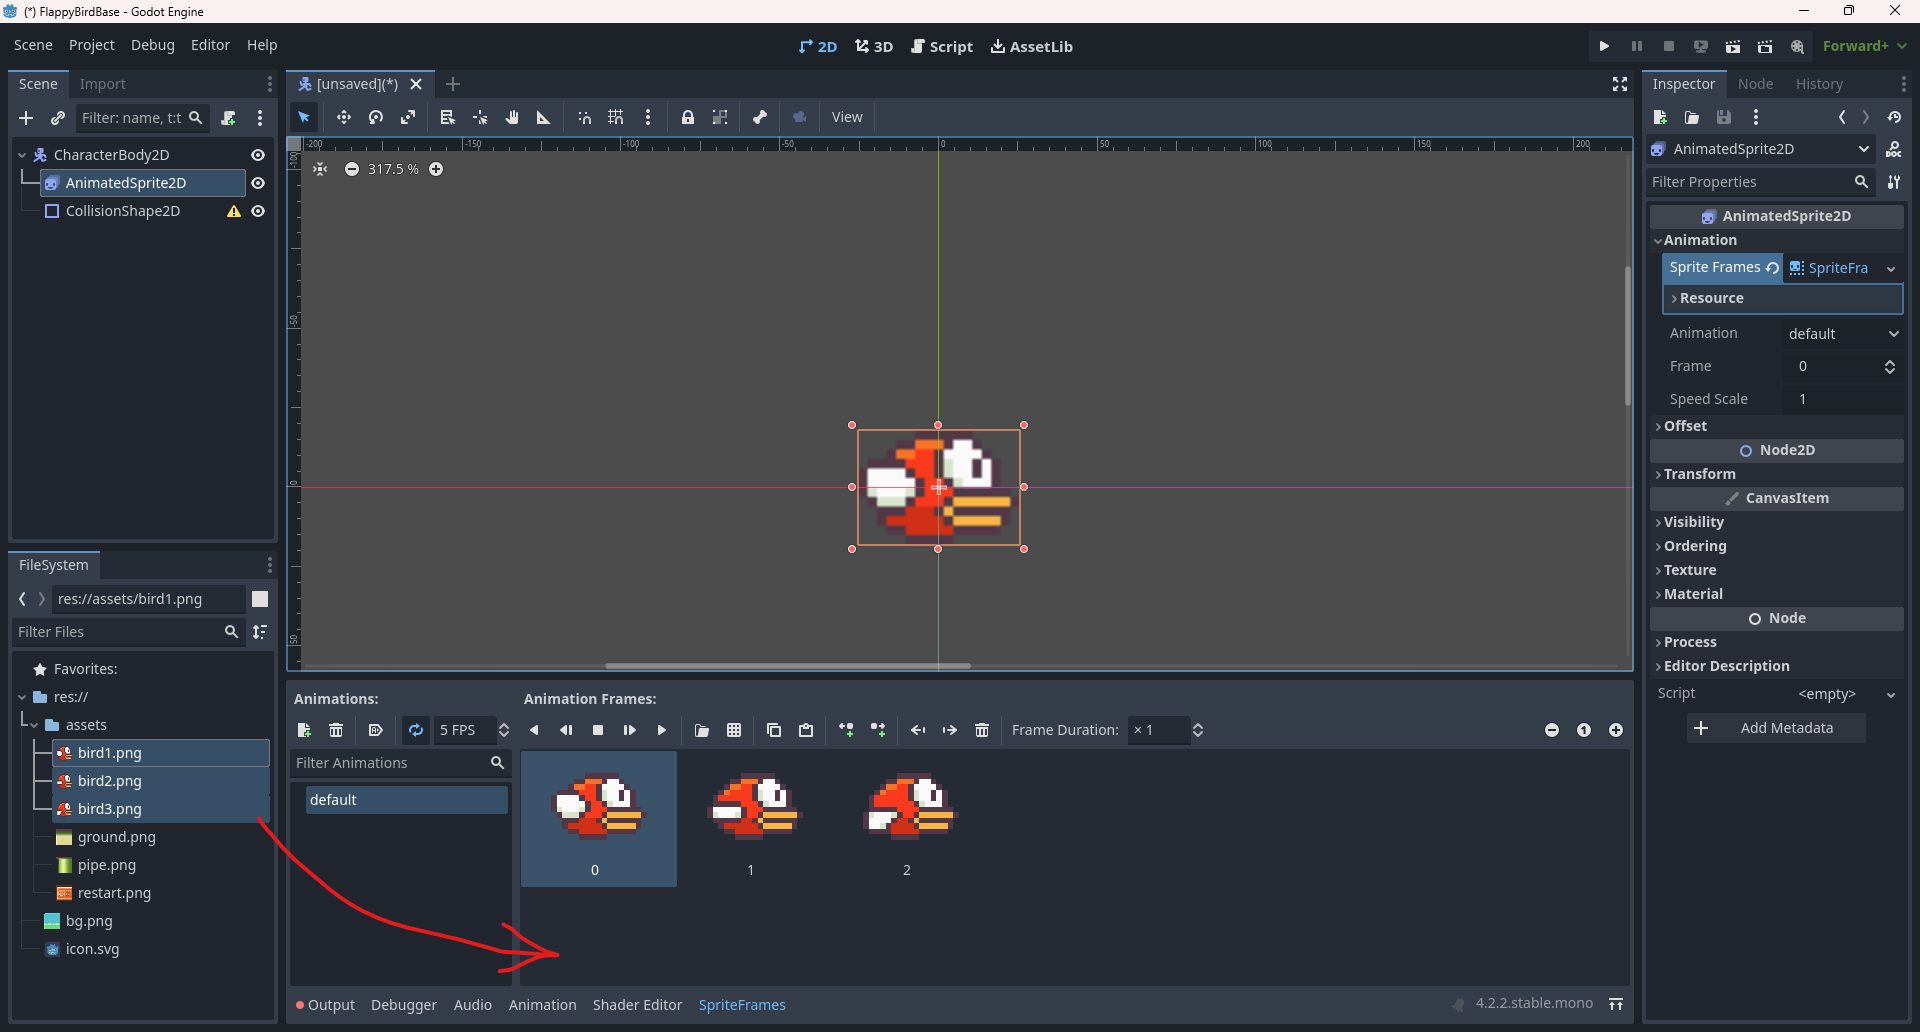 (*) FlappyBirdBase - Godot Engine
Scene Project Debug Editor Help
2D 3D Script AssetLib
Forward+
Scene Import
[unsaved](*)
Inspector Node History
Filter: name, t:t
View
CharacterBody2D
AnimatedSprite2D
CollisionShape2D
-200 -150 -100 -50 0 50 100 150 200
-100
-50
0
50
317.5 %
AnimatedSprite2D
Filter Properties
AnimatedSprite2D
Animation
Sprite Frames SpriteFra
Resource
Animation default
Frame 0
Speed Scale 1
Offset
Node2D
Transform
CanvasItem
Visibility
Ordering
Texture
Material
Node
Process
Editor Description
Script <empty>
Add Metadata
FileSystem
res://assets/bird1.png
Filter Files
Favorites:
res://
assets
bird1.png
bird2.png
bird3.png
ground.png
pipe.png
restart.png
bg.png
icon.svg
Animations:
5 FPS
Filter Animations
default
Animation Frames:
Frame Duration: × 1
1
0 1 2
Output Debugger Audio Animation Shader Editor SpriteFrames
4.2.2.stable.mono